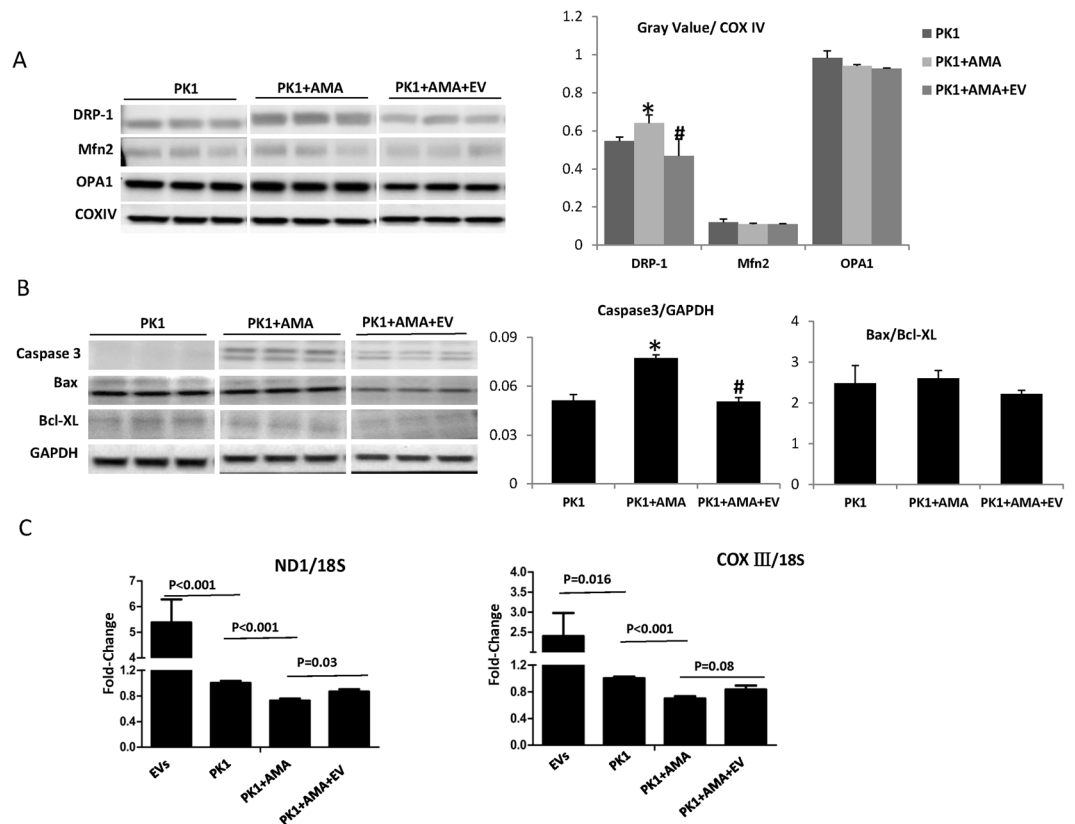 A
PK1 PK1+AMA PK1+AMA+EV
DRP-1
Mfn2
OPA1
COXIV
Gray Value/ COX IV
PK1
PK1+AMA
PK1+AMA+EV
1.2
1
0.8
0.6
0.4
0.2
0
*
#
DRP-1 Mfn2 OPA1
B
PK1 PK1+AMA PK1+AMA+EV
Caspase 3
Bax
Bcl-XL
GAPDH
Caspase3/GAPDH
0.09
0.06
0.03
0
*
#
PK1 PK1+AMA PK1+AMA+EV
Bax/Bcl-XL
4
3
2
1
0
PK1 PK1+AMA PK1+AMA+EV
C
ND1/18S
Fold-Change
7
6
5
4
1.2
0.8
0.4
0.0
P<0.001
P<0.001
P=0.03
EVs PK1 PK1+AMA PK1+AMA+EV
COX Ⅲ/18S
Fold-Change
4.0
3.5
3.0
2.5
1.2
0.8
0.4
0.0
P=0.016
P<0.001
P=0.08
EVs PK1 PK1+AMA PK1+AMA+EV